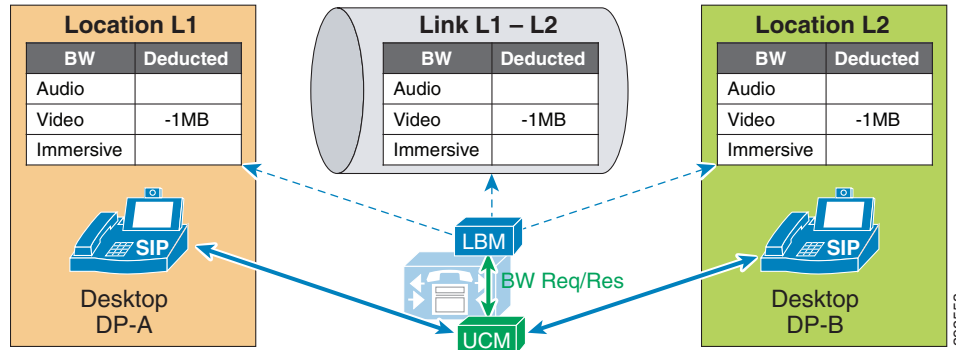 Location L1
BW Deducted
Audio
Video -1MB
Immersive
SIP
Desktop
DP-A
Link L1 – L2
BW Deducted
Audio
Video -1MB
Immersive
LBM
BW Req/Res
UCM
Location L2
BW Deducted
Audio
Video -1MB
Immersive
SIP
Desktop
DP-B